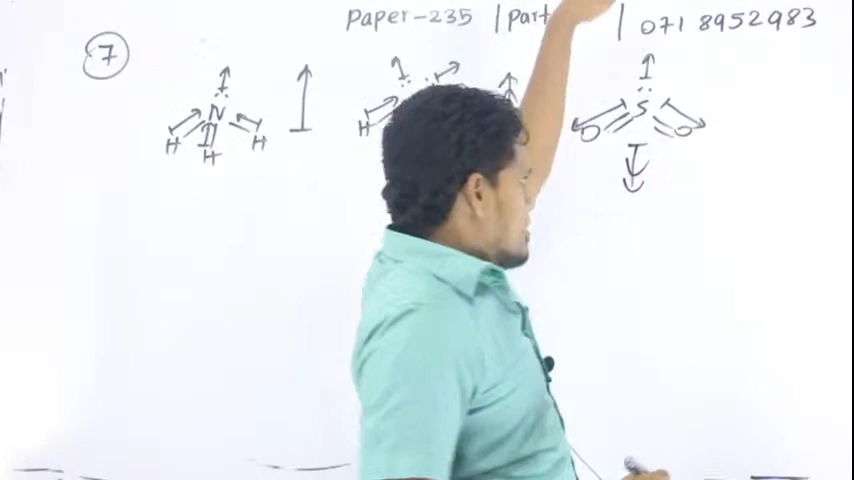 Paper-235 | Part | 071 8952983
7
N H H H
H
S O O